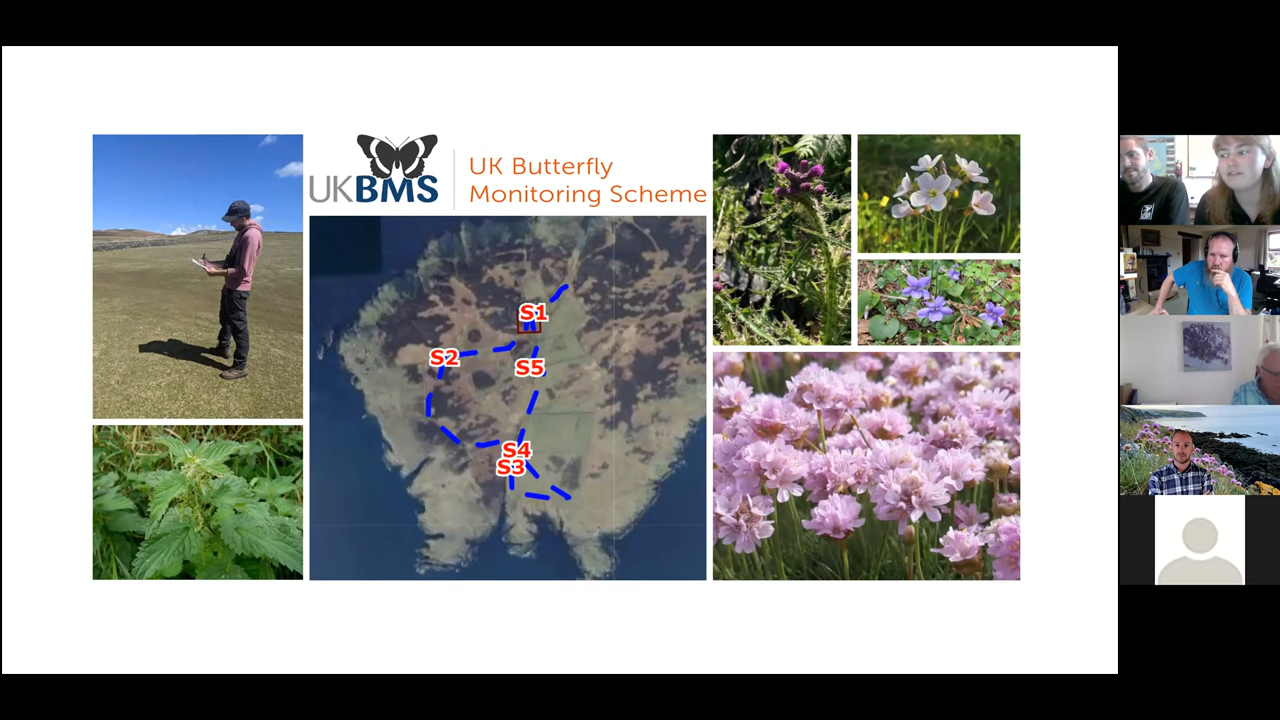 UKBMS
UK Butterfly
Monitoring Scheme
S1
S2
S5
S4
S3